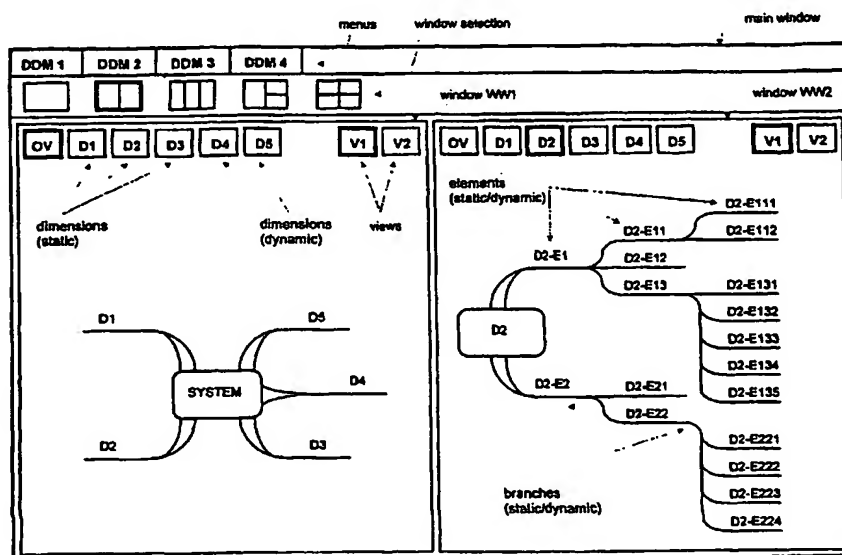 menus window selection main window
DDM 1 DDM 2 DDM 3 DDM 4
window WW1 window WW2
OV D1 D2 D3 D4 D5 V1 V2
OV D1 D2 D3 D4 D5 V1 V2
dimensions
(static)
dimensions
(dynamic)
views
D1
D5
SYSTEM
D4
D2
D3
elements
(static/dynamic)
D2-E111
D2-E11
D2-E112
D2-E1
D2-E12
D2-E13
D2-E131
D2-E132
D2-E133
D2-E134
D2-E135
D2
D2-E2
D2-E21
D2-E22
D2-E221
D2-E222
D2-E223
D2-E224
branches
(static/dynamic)